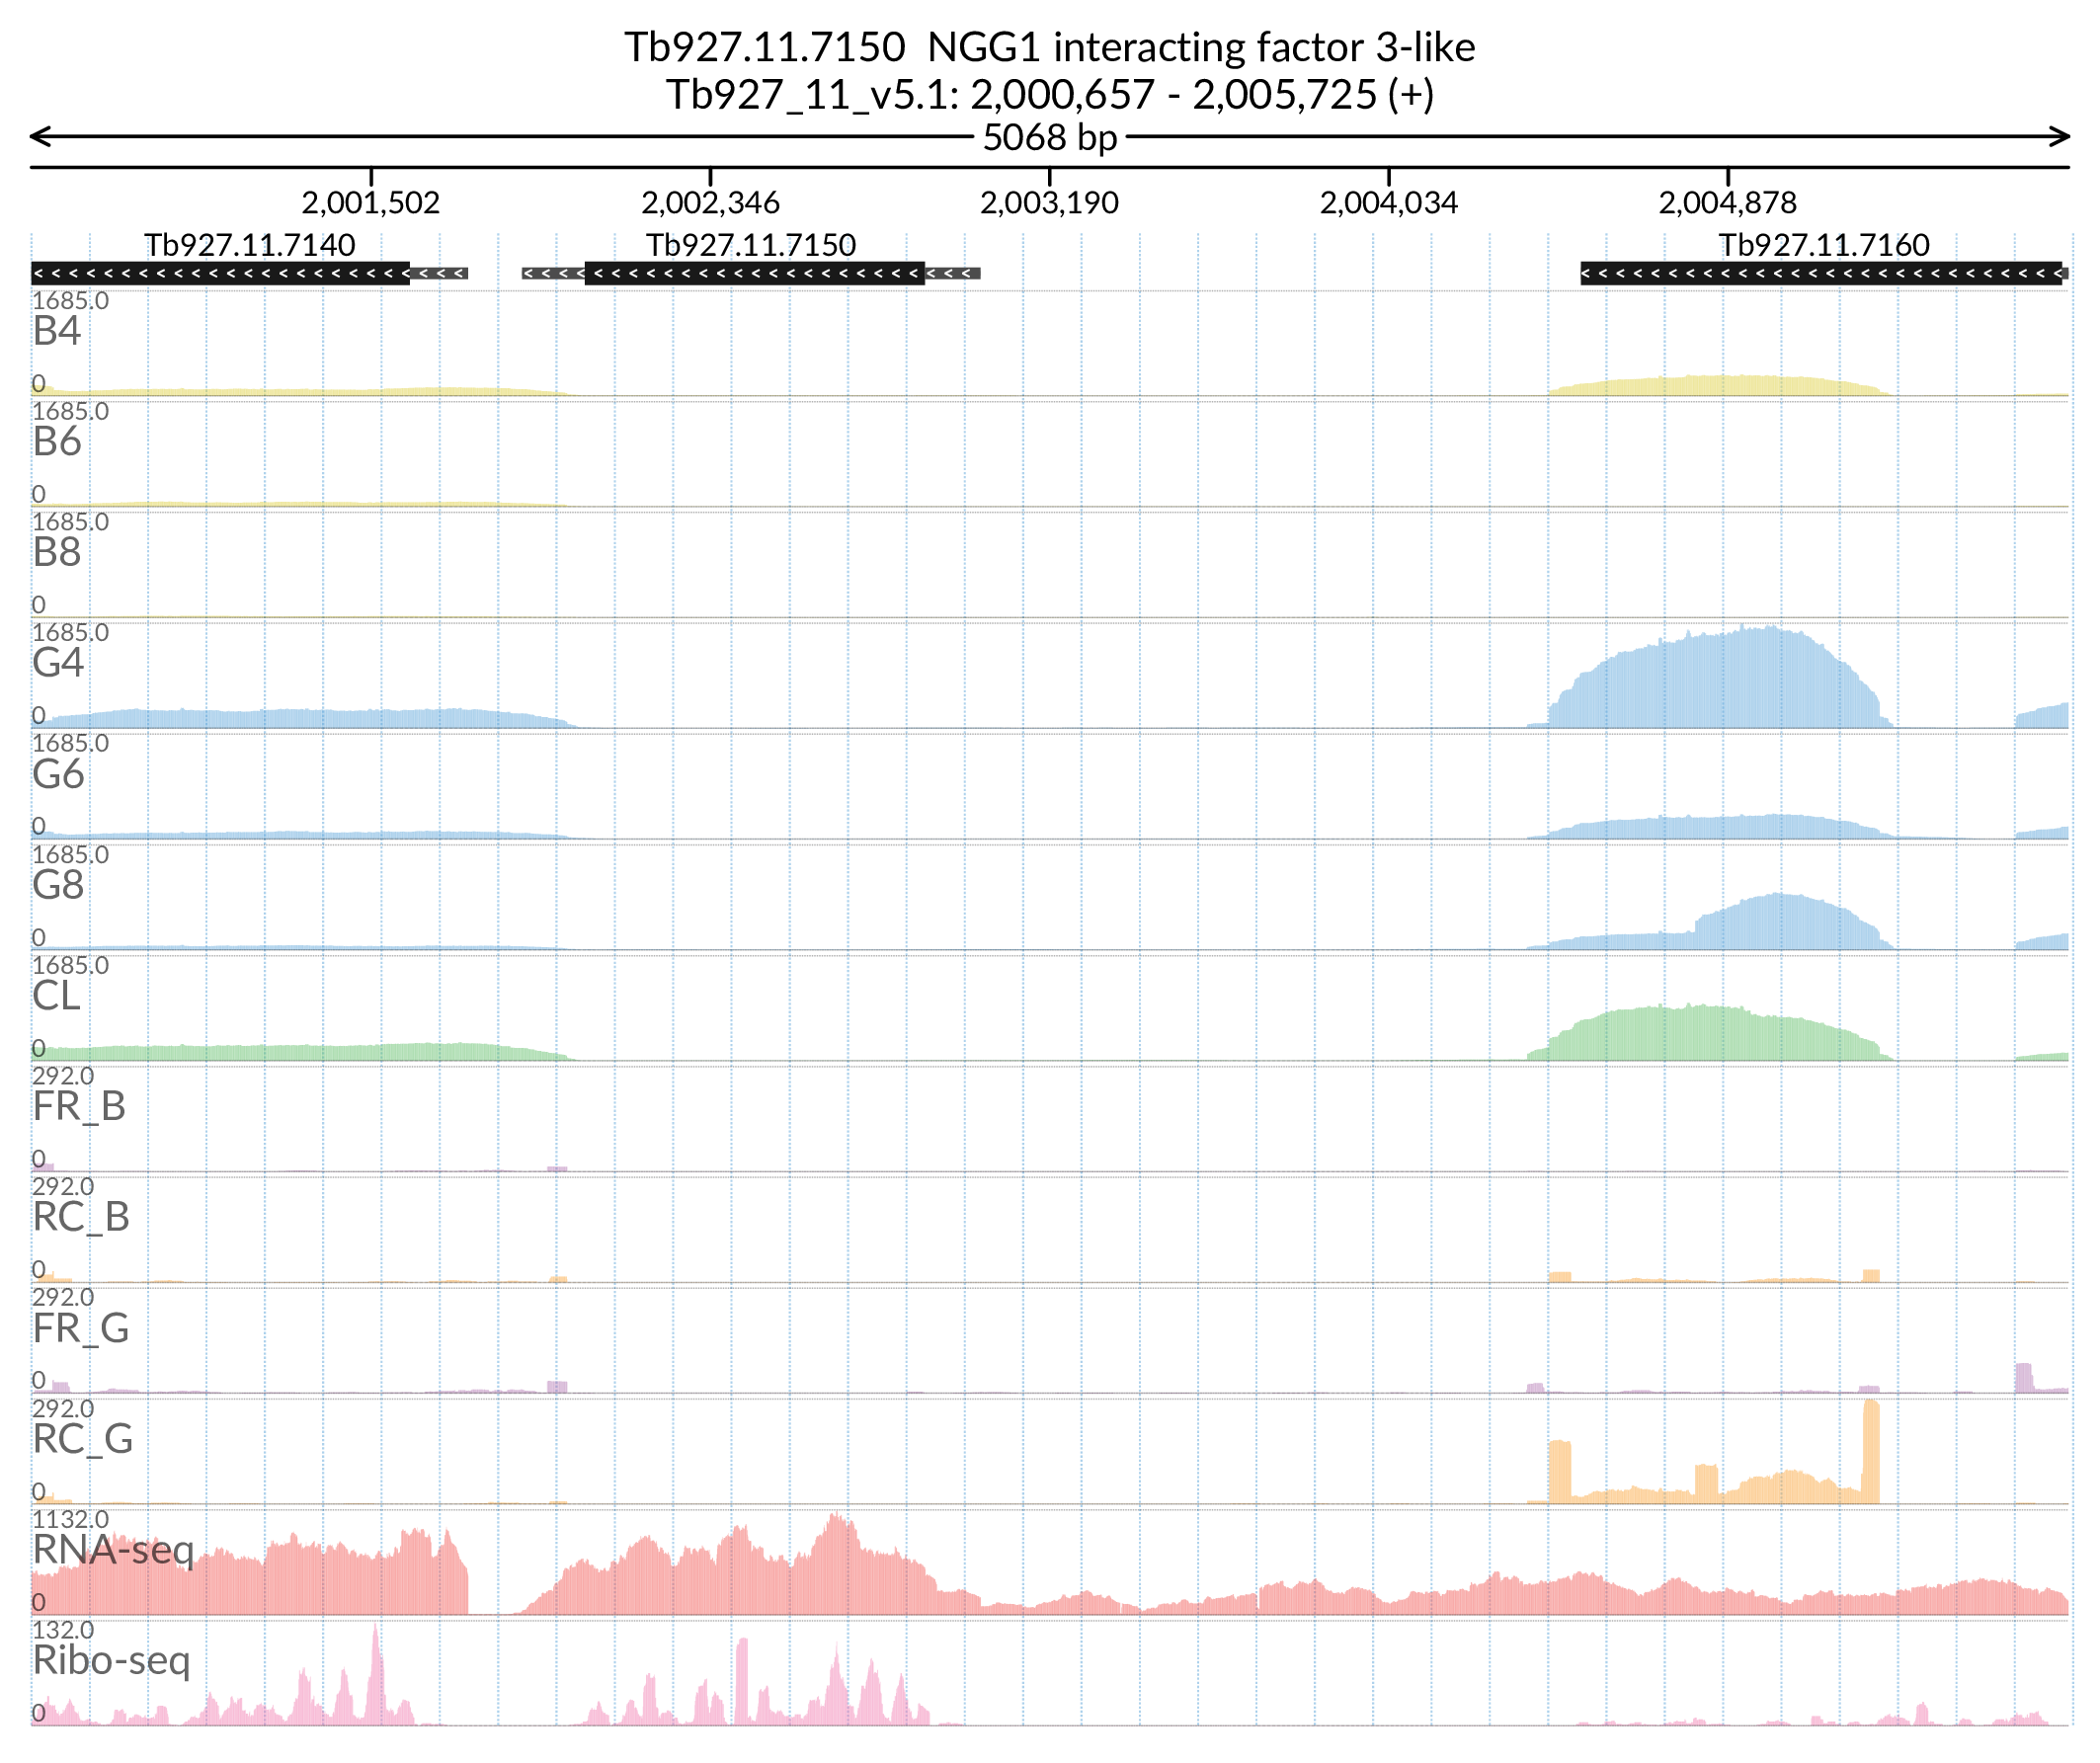 Tb927.11.7150  NGG1 interacting factor 3-like
Tb927_11_v5.1: 2,000,657 - 2,005,725 (+)
5068 bp
2,001,502 2,002,346 2,003,190 2,004,034 2,004,878
Tb927.11.7140 Tb927.11.7150 Tb927.11.7160
1685.0
B4
0
1685.0
B6
0
1685.0
B8
0
1685.0
G4
0
1685.0
G6
0
1685.0
G8
0
1685.0
CL
0
292.0
FR_B
0
292.0
RC_B
0
292.0
FR_G
0
292.0
RC_G
0
1132.0
RNA-seq
0
132.0
Ribo-seq
0